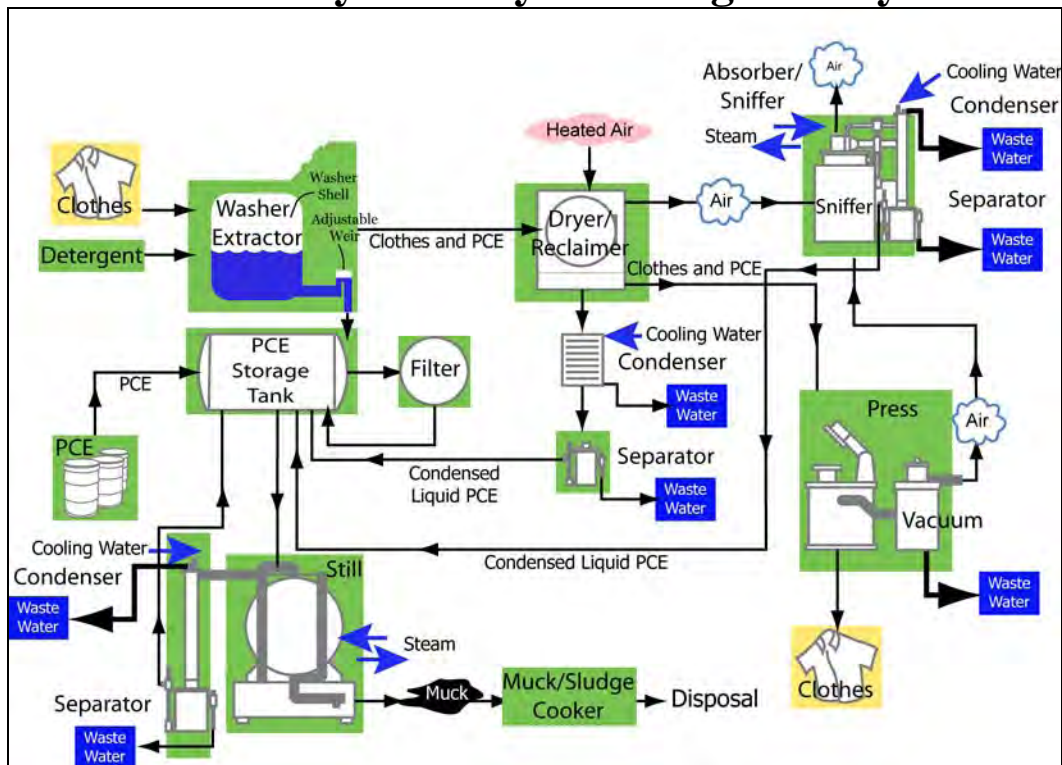 Absorber/
Sniffer
Air
Cooling Water
Condenser
Steam
Waste
Water
Heated Air
Clothes
Washer
Shell
Washer/
Extractor
Adjustable
Weir
Detergent
Clothes and PCE
Dryer/
Reclaimer
Air
Sniffer
Separator
Waste
Water
Clothes and PCE
PCE
Storage
Tank
Filter
PCE
Cooling Water
Condenser
Waste
Water
Press
Air
PCE
Condensed
Liquid PCE
Separator
Waste
Water
Vacuum
Cooling Water
Condenser
Still
Condensed Liquid PCE
Waste
Water
Waste
Water
Steam
Separator
Waste
Water
Muck
Muck/Sludge
Cooker
Disposal
Clothes